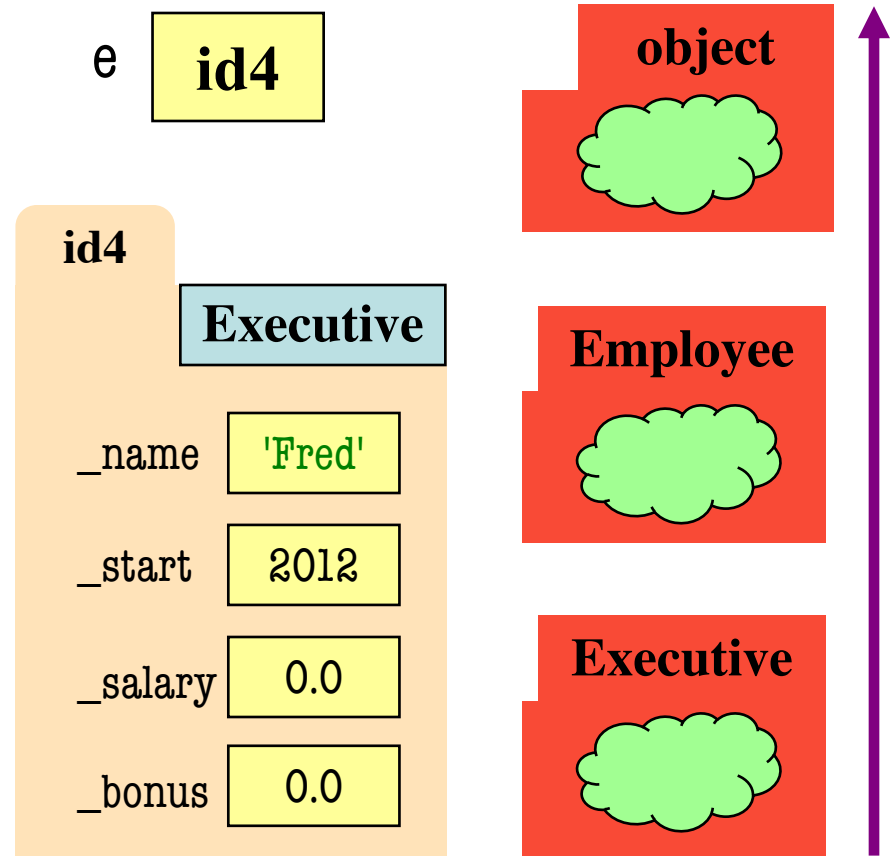 e id4
id4
Executive
_name 'Fred'
_start 2012
_salary 0.0
_bonus 0.0
object
Employee
Executive